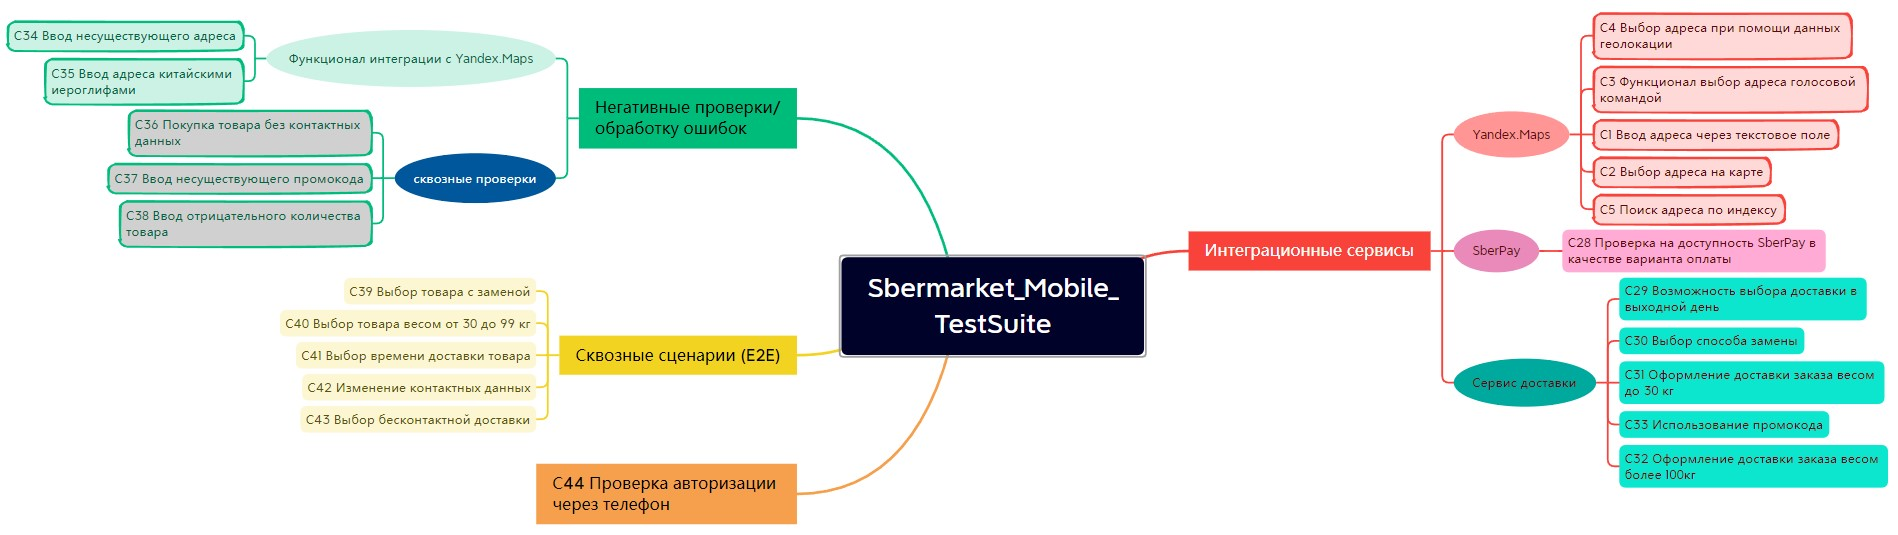 Sbermarket_Mobile_
TestSuite
Негативные проверки/
обработку ошибок
Функционал интеграции с Yandex.Maps
C34 Ввод несуществующего адреса
C35 Ввод адреса китайскими
иероглифами
сквозные проверки
C36 Покупка товара без контактных
данных
C37 Ввод несуществующего промокода
C38 Ввод отрицательного количества
товара
Сквозные сценарии (E2E)
C39 Выбор товара с заменой
C40 Выбор товара весом от 30 до 99 кг
C41 Выбор времени доставки товара
C42 Изменение контактных данных
C43 Выбор бесконтактной доставки
C44 Проверка авторизации
через телефон
Интеграционные сервисы
Yandex.Maps
C4 Выбор адреса при помощи данных
геолокации
C3 Функционал выбор адреса голосовой
командой
C1 Ввод адреса через текстовое поле
C2 Выбор адреса на карте
C5 Поиск адреса по индексу
SberPay
C28 Проверка на доступность SberPay в
качестве варианта оплаты
Сервис доставки
C29 Возможность выбора доставки в
выходной день
C30 Выбор способа замены
C31 Оформление доставки заказа весом
до 30 кг
C33 Использование промокода
C32 Оформление доставки заказа весом
более 100кг